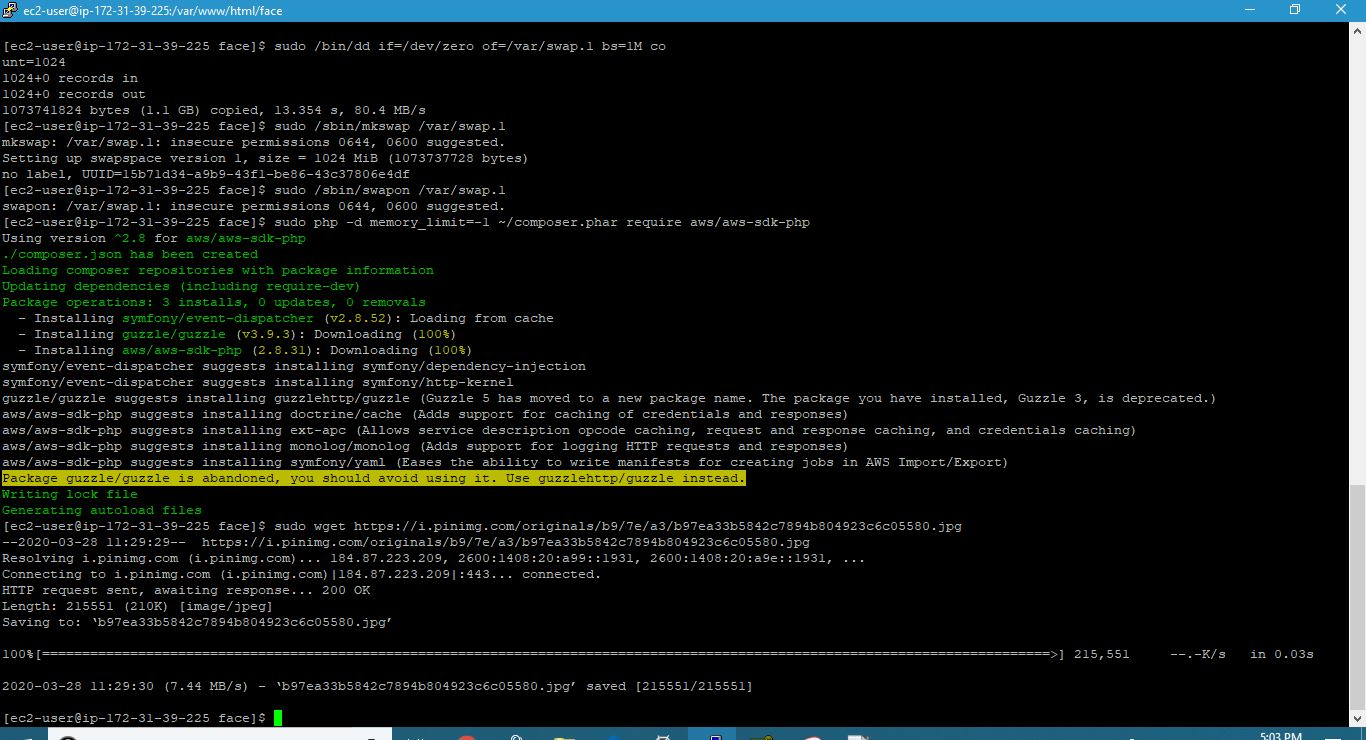 ec2-user@ip-172-31-39-225:/var/www/html/face
[ec2-user@ip-172-31-39-225 face]$ sudo /bin/dd if=/dev/zero of=/var/swap.1 bs=1M co
unt=1024
1024+0 records in
1024+0 records out
1073741824 bytes (1.1 GB) copied, 13.354 s, 80.4 MB/s
[ec2-user@ip-172-31-39-225 face]$ sudo /sbin/mkswap /var/swap.1
mkswap: /var/swap.1: insecure permissions 0644, 0600 suggested.
Setting up swapspace version 1, size = 1024 MiB (1073737728 bytes)
no label, UUID=15b71d34-a9b9-43f1-be86-43c37806e4df
[ec2-user@ip-172-31-39-225 face]$ sudo /sbin/swapon /var/swap.1
swapon: /var/swap.1: insecure permissions 0644, 0600 suggested.
[ec2-user@ip-172-31-39-225 face]$ sudo php -d memory_limit=-1 ~/composer.phar require aws/aws-sdk-php
Using version ^2.8 for aws/aws-sdk-php
./composer.json has been created
Loading composer repositories with package information
Updating dependencies (including require-dev)
Package operations: 3 installs, 0 updates, 0 removals
  - Installing symfony/event-dispatcher (v2.8.52): Loading from cache
  - Installing guzzle/guzzle (v3.9.3): Downloading (100%)
  - Installing aws/aws-sdk-php (2.8.31): Downloading (100%)
symfony/event-dispatcher suggests installing symfony/dependency-injection
symfony/event-dispatcher suggests installing symfony/http-kernel
guzzle/guzzle suggests installing guzzlehttp/guzzle (Guzzle 5 has moved to a new package name. The package you have installed, Guzzle 3, is deprecated.)
aws/aws-sdk-php suggests installing doctrine/cache (Adds support for caching of credentials and responses)
aws/aws-sdk-php suggests installing ext-apc (Allows service description opcode caching, request and response caching, and credentials caching)
aws/aws-sdk-php suggests installing monolog/monolog (Adds support for logging HTTP requests and responses)
aws/aws-sdk-php suggests installing symfony/yaml (Eases the ability to write manifests for creating jobs in AWS Import/Export)
Package guzzle/guzzle is abandoned, you should avoid using it. Use guzzlehttp/guzzle instead.
Writing lock file
Generating autoload files
[ec2-user@ip-172-31-39-225 face]$ sudo wget https://i.pinimg.com/originals/b9/7e/a3/b97ea33b5842c7894b804923c6c05580.jpg
--2020-03-28 11:29:29--  https://i.pinimg.com/originals/b9/7e/a3/b97ea33b5842c7894b804923c6c05580.jpg
Resolving i.pinimg.com (i.pinimg.com)... 184.87.223.209, 2600:1408:20:a99::1931, 2600:1408:20:a9e::1931, ...
Connecting to i.pinimg.com (i.pinimg.com)|184.87.223.209|:443... connected.
HTTP request sent, awaiting response... 200 OK
Length: 215551 (210K) [image/jpeg]
Saving to: ‘b97ea33b5842c7894b804923c6c05580.jpg’
100%[==============================================================================================================================>] 215,551     --.-K/s   in 0.03s
2020-03-28 11:29:30 (7.44 MB/s) - ‘b97ea33b5842c7894b804923c6c05580.jpg’ saved [215551/215551]
[ec2-user@ip-172-31-39-225 face]$
5:03 PM